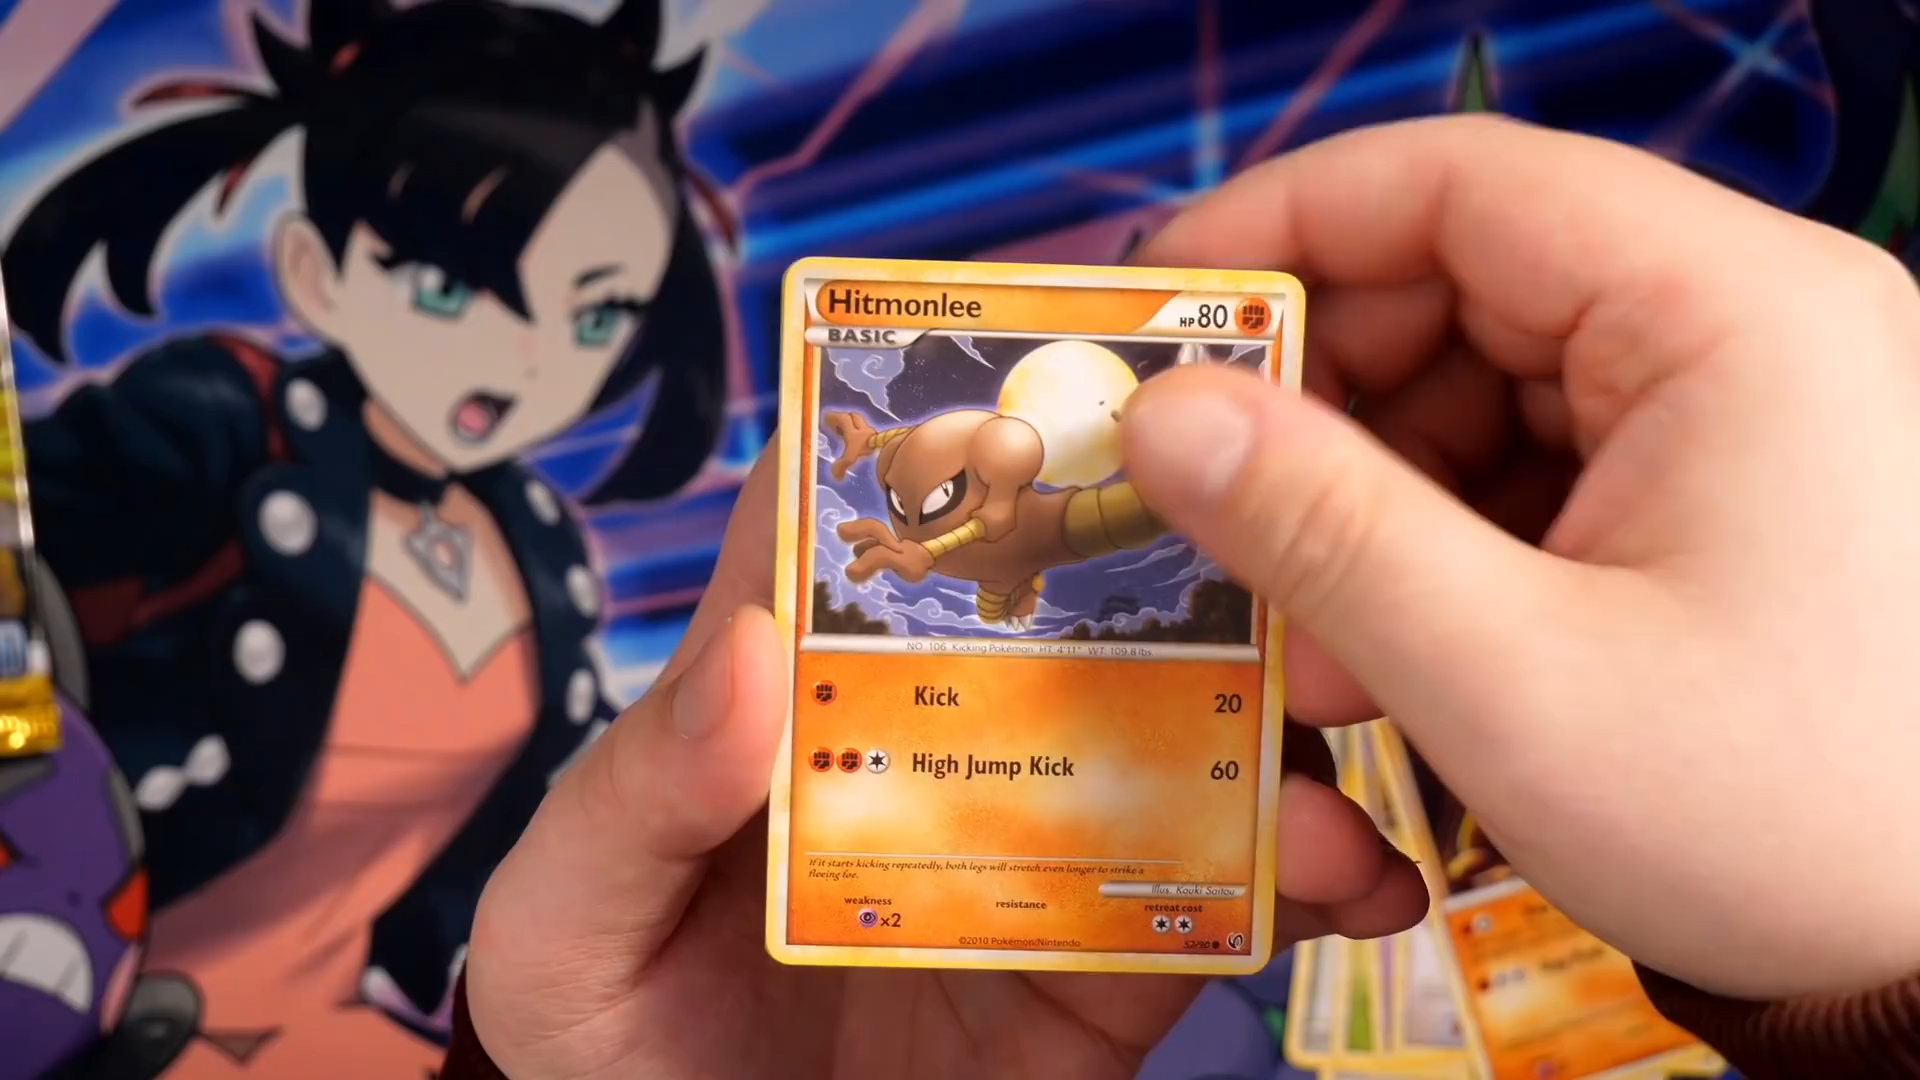 Hitmonlee
HP 80
BASIC
NO. 106 Kicking Pokémon. HT. 4'11" WT. 109.8 lbs.
Kick 20
High Jump Kick 60
If it starts kicking repeatedly, both legs will stretch even longer to strike a
fleeing foe.
Illus. Kouki Saitou
weakness resistance retreat cost
x2
©2010 Pokémon/Nintendo
52/90